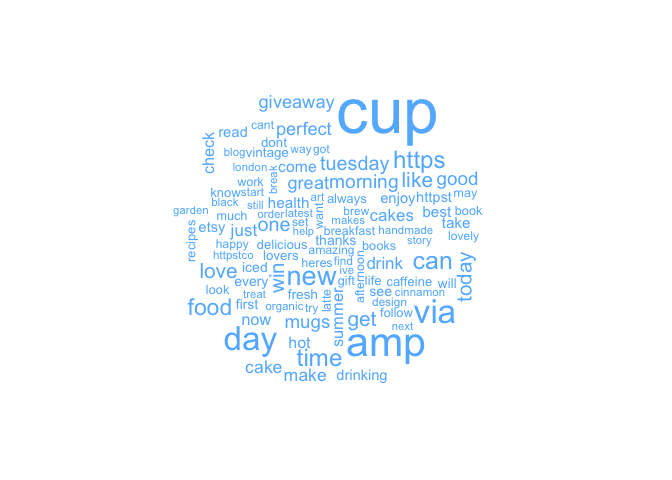 giveaway
cup
cant
read
perfect
check
dont
blog
vintage
way
got
tuesday
https
london
come
break
work
great
morning
like
good
know
start
health
art
always
enjoy
httpst
may
black
still
want
garden
much
order
latest
brew
cakes
best
book
etsy
just
one
set
makes
take
help
breakfast
handmade
recipes
happy
delicious
thanks
books
story
lovely
httpstco
lovers
amazing
find
afternoon
drink
can
today
love
iced
win
heres
new
ive
every
gift
life
caffeine
will
look
treat
fresh
latte
summer
see
cinnamon
design
food
first
organic
try
get
follow
via
now
mugs
next
day
hot
amp
time
cake
make
drinking